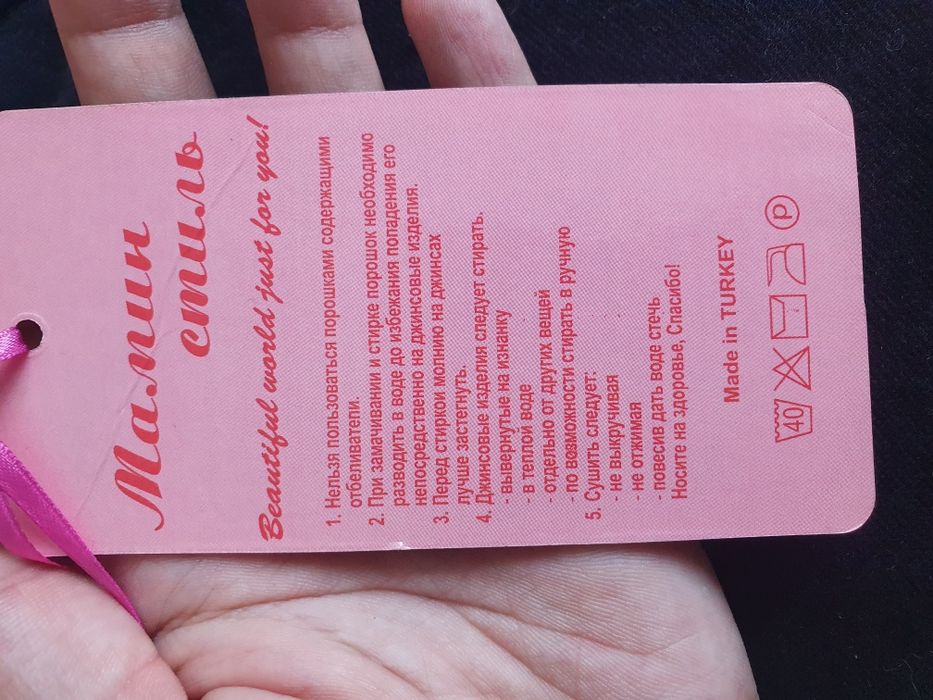 Мамин
стиль
Beautiful world just for you!
1. Нельзя пользоваться порошками содержащими
отбеливатели.
2. При замачивании и стирке порошок необходимо
разводить в воде до избежания попадения его
непосредственно на джинсовые изделия.
3. Перед стиркой молнию на джинсах
лучше застегнуть.
4. Джинсовые изделия следует стирать.
- вывернутые на изнанку
- в теплой воде
- отдельно от других вещей
- по возможности стирать в ручную
5. Сушить следует:
- не выкручивая
- не отжимая
- повесив дать воде стечь
Носите на здоровье, Спасибо!
Made in TURKEY
40 P